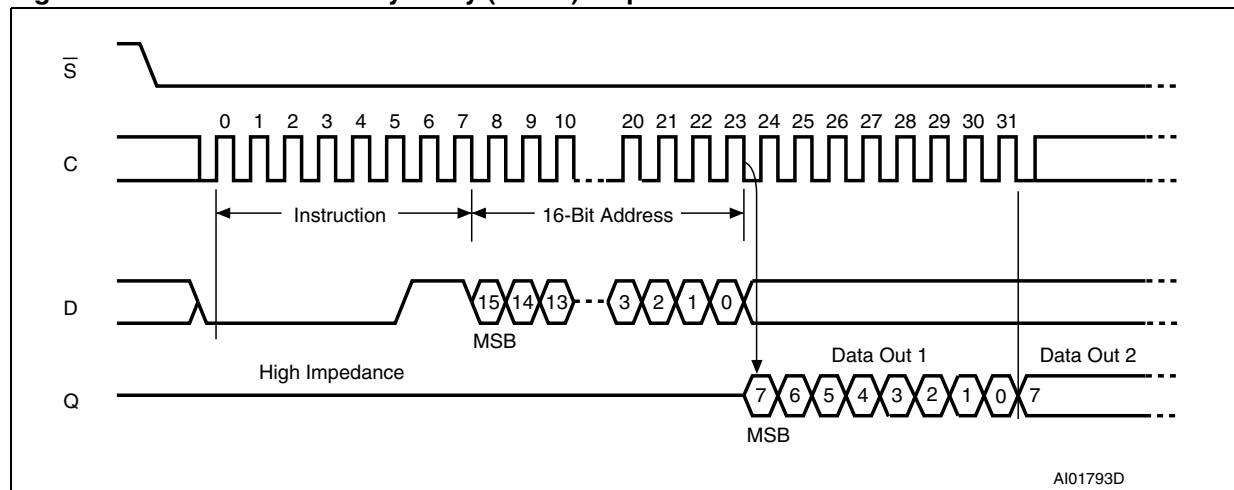 S
0 1 2 3 4 5 6 7 8 9 10 20 21 22 23 24 25 26 27 28 29 30 31
C
Instruction 16-Bit Address
D
15 14 13 3 2 1 0
MSB
High Impedance Data Out 1 Data Out 2
Q
7 6 5 4 3 2 1 0 7
MSB
AI01793D